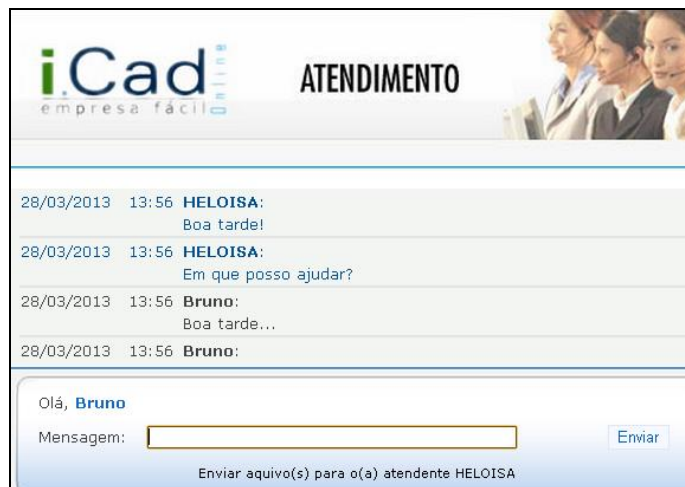 i.Cad online
ATENDIMENTO
empresa fácil
28/03/2013 13:56 HELOISA:
Boa tarde!
28/03/2013 13:56 HELOISA:
Em que posso ajudar?
28/03/2013 13:56 Bruno:
Boa tarde...
28/03/2013 13:56 Bruno:
Olá, Bruno
Mensagem:
Enviar
Enviar aquivo(s) para o(a) atendente HELOISA